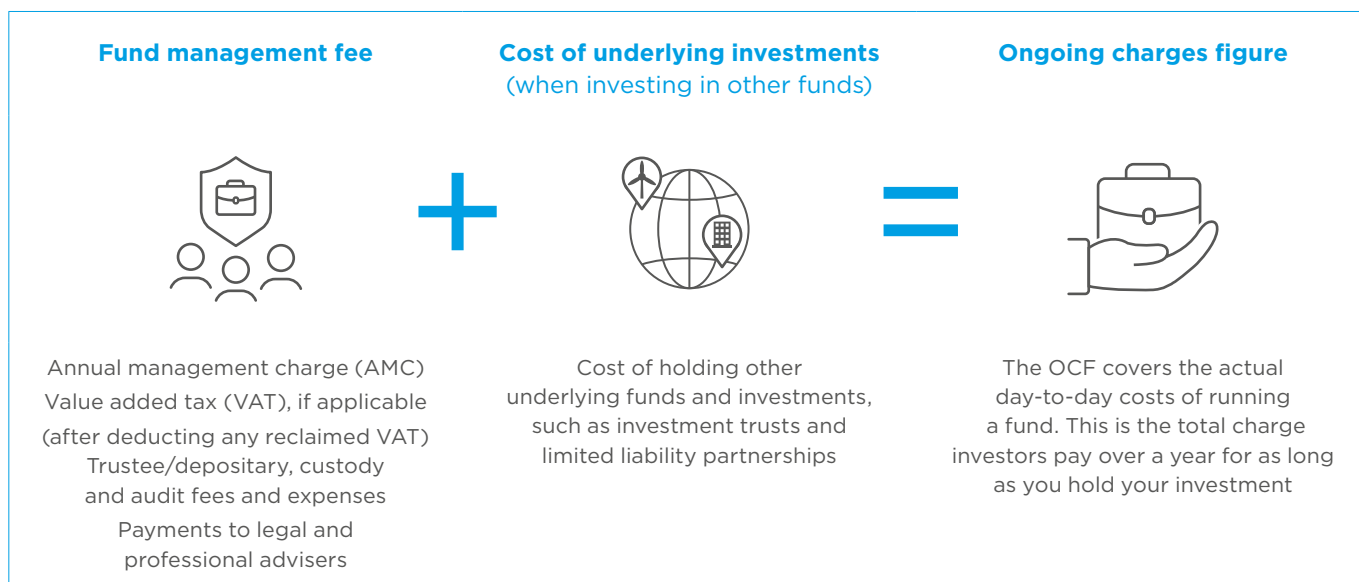 Fund management fee
Cost of underlying investments
(when investing in other funds)
Ongoing charges figure
Annual management charge (AMC)
Value added tax (VAT), if applicable
(after deducting any reclaimed VAT)
Trustee/depositary, custody
and audit fees and expenses
Payments to legal and
professional advisers
Cost of holding other
underlying funds and investments,
such as investment trusts and
limited liability partnerships
The OCF covers the actual
day-to-day costs of running
a fund. This is the total charge
investors pay over a year for as long
as you hold your investment